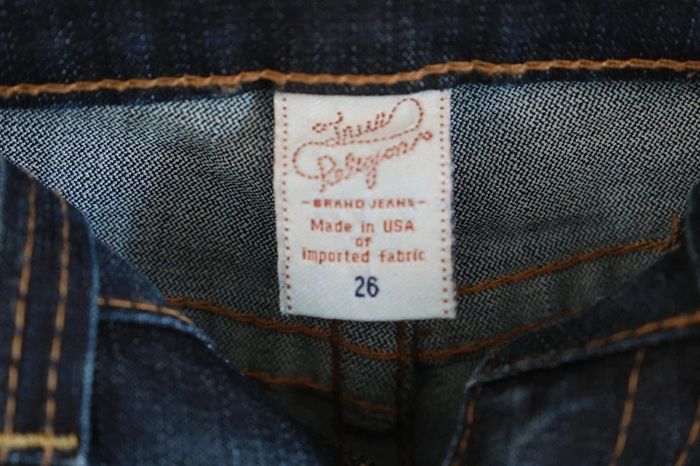 True
Religion
- BRAND JEANS -
Made in USA
of
imported fabric
26